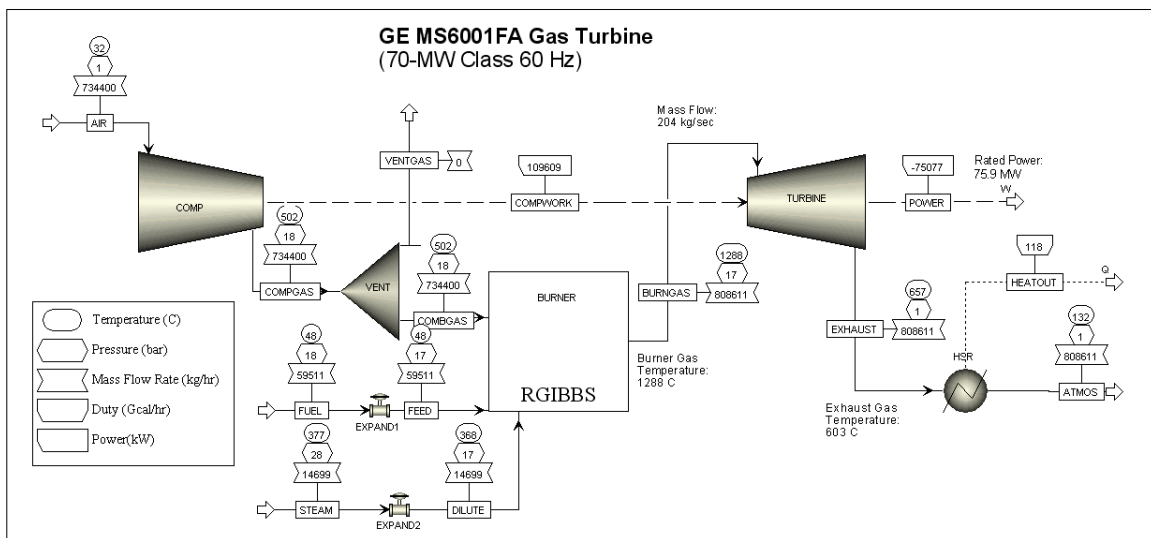 GE MS6001FA Gas Turbine
(70-MW Class 60 Hz)
32
1
734400
AIR
COMP
VENTGAS
0
109609
COMPWORK
Mass Flow:
204 kg/sec
TURBINE
-75077
POWER
Rated Power:
75.9 MW
W
502
18
734400
COMPGAS
VENT
502
18
734400
COMBGAS
BURNER
RGIBBS
1288
17
808611
BURNGAS
Burner Gas
Temperature:
1288 C
118
HEATOUT
Q
657
1
808611
EXHAUST
132
1
808611
ATMOS
HSR
Exhaust Gas
Temperature:
603 C
Temperature (C)
Pressure (bar)
Mass Flow Rate (kg/hr)
Duty (Gcal/hr)
Power(kW)
48
18
59511
FUEL
EXPAND1
48
17
59511
FEED
377
28
14699
STEAM
EXPAND2
368
17
14699
DILUTE